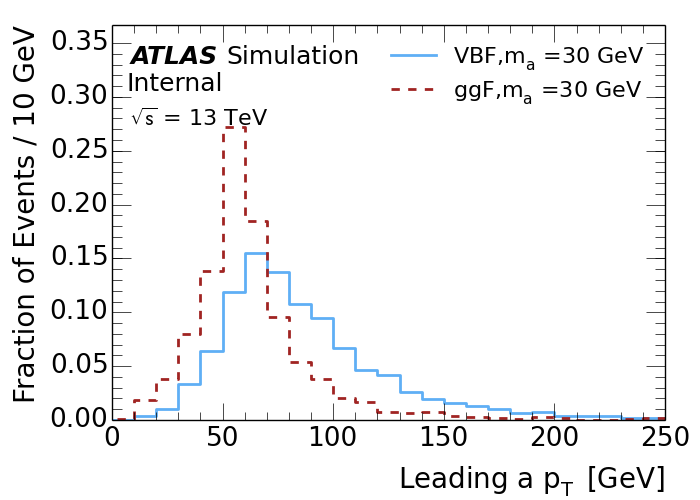 ATLAS Simulation
Internal
√s = 13 TeV
VBF,mₐ =30 GeV
ggF,mₐ =30 GeV
Fraction of Events / 10 GeV
0.35
0.30
0.25
0.20
0.15
0.10
0.05
0.00
0 50 100 150 200 250
Leading a p_T [GeV]